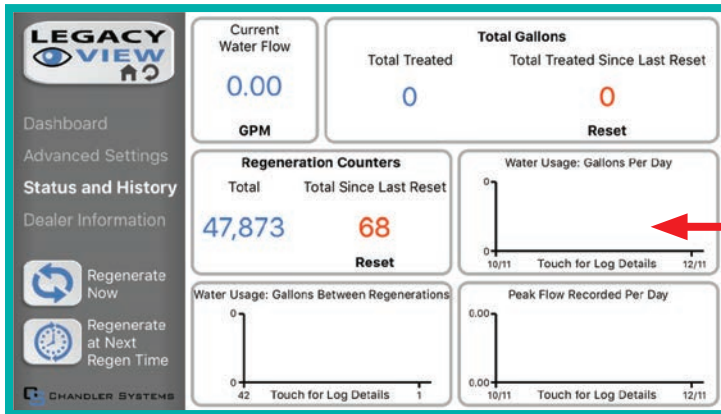 LEGACY
VIEW
Dashboard
Advanced Settings
Status and History
Dealer Information
Regenerate
Now
Regenerate
at Next
Regen Time
CHANDLER SYSTEMS
Current
Water Flow
0.00
GPM
Total Gallons
Total Treated
Total Treated Since Last Reset
0
0
Reset
Regeneration Counters
Total
Total Since Last Reset
47,873
68
Reset
Water Usage: Gallons Per Day
0
0
10/11
Touch for Log Details
12/11
Water Usage: Gallons Between Regenerations
0
0
42
Touch for Log Details
1
Peak Flow Recorded Per Day
0.00
0.00
10/11
Touch for Log Details
12/11